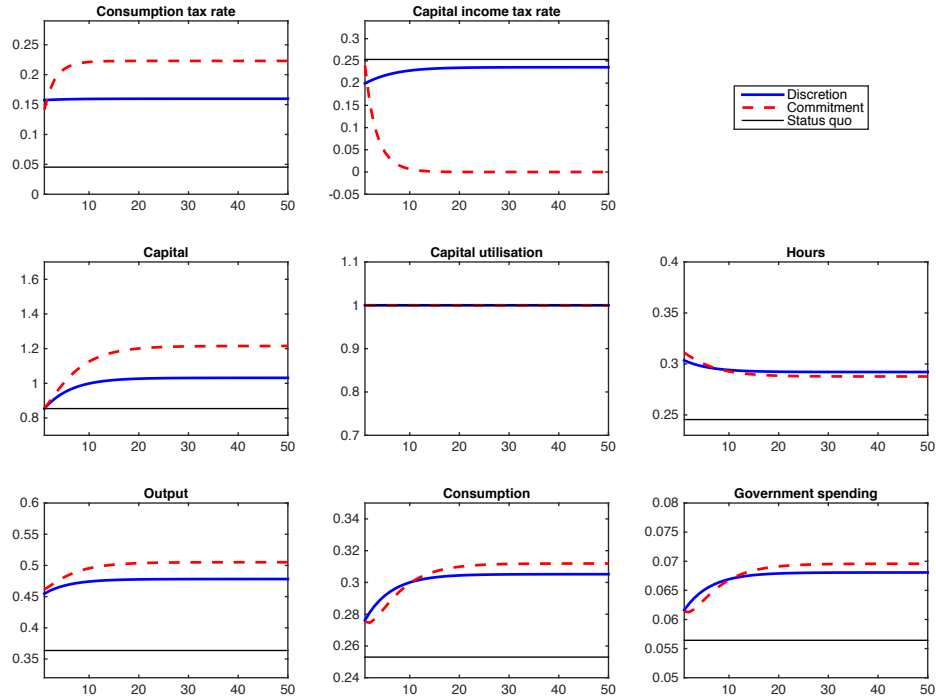 Consumption tax rate
0.25
0.2
0.15
0.1
0.05
0
10 20 30 40 50
Capital income tax rate
0.3
0.25
0.2
0.15
0.1
0.05
0
-0.05
10 20 30 40 50
Discretion
Commitment
Status quo
Capital
1.6
1.4
1.2
1
0.8
10 20 30 40 50
Capital utilisation
1.1
1
0.9
0.8
0.7
10 20 30 40 50
Hours
0.4
0.35
0.3
0.25
10 20 30 40 50
Output
0.6
0.55
0.5
0.45
0.4
0.35
10 20 30 40 50
Consumption
0.34
0.32
0.3
0.28
0.26
0.24
10 20 30 40 50
Government spending
0.08
0.075
0.07
0.065
0.06
0.055
0.05
10 20 30 40 50